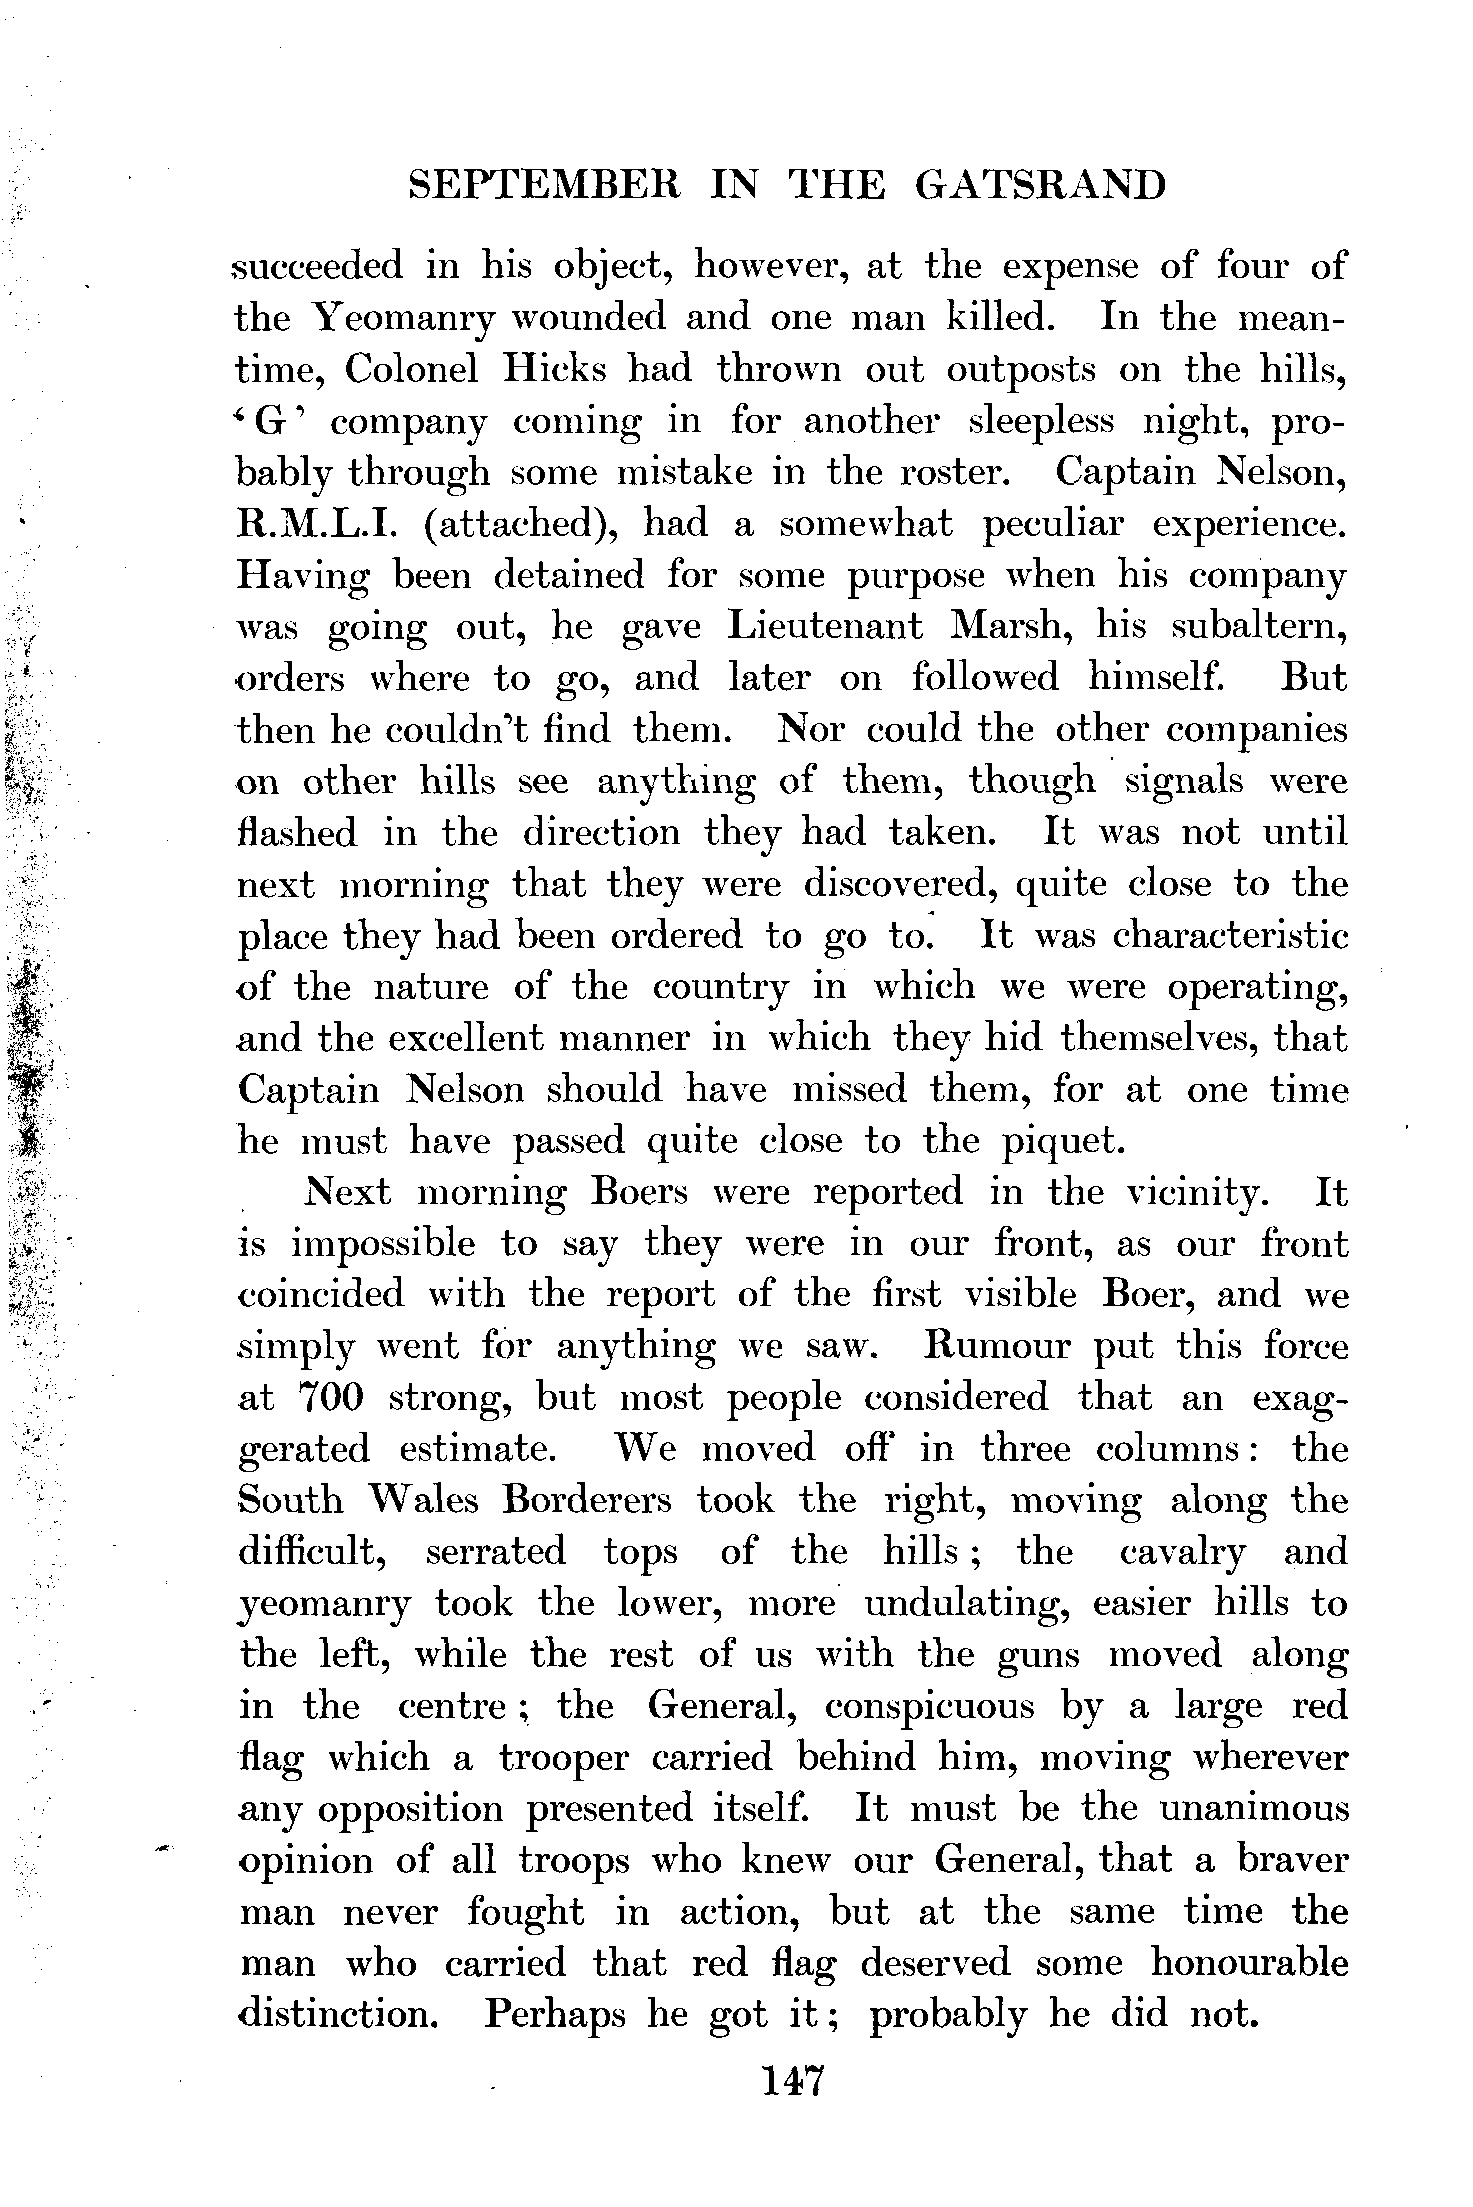 SEPTEMBER IN THE GATSRAND
succeeded in his object, however, at the expense of four of
the Yeomanry wounded and one man killed. In the mean-
time, Colonel Hicks had thrown out outposts on the hills,
‘G’ company coming in for another sleepless night, pro-
bably through some mistake in the roster. Captain Nelson,
R.M.L.I. (attached), had a somewhat peculiar experience.
Having been detained for some purpose when his company
was going out, he gave Lieutenant Marsh, his subaltern,
orders where to go, and later on followed himself. But
then he couldn't find them. Nor could the other companies
on other hills see anything of them, though signals were
flashed in the direction they had taken. It was not until
next morning that they were discovered, quite close to the
place they had been ordered to go to. It was characteristic
of the nature of the country in which we were operating,
and the excellent manner in which they hid themselves, that
Captain Nelson should have missed them, for at one time
he must have passed quite close to the piquet.
Next morning Boers were reported in the vicinity. It
is impossible to say they were in our front, as our front
coincided with the report of the first visible Boer, and we
simply went for anything we saw. Rumour put this force
at 700 strong, but most people considered that an exag-
gerated estimate. We moved off in three columns: the
South Wales Borderers took the right, moving along the
difficult, serrated tops of the hills; the cavalry and
yeomanry took the lower, more undulating, easier hills to
the left, while the rest of us with the guns moved along
in the centre; the General, conspicuous by a large red
flag which a trooper carried behind him, moving wherever
any opposition presented itself. It must be the unanimous
opinion of all troops who knew our General, that a braver
man never fought in action, but at the same time the
man who carried that red flag deserved some honourable
distinction. Perhaps he got it; probably he did not.
147